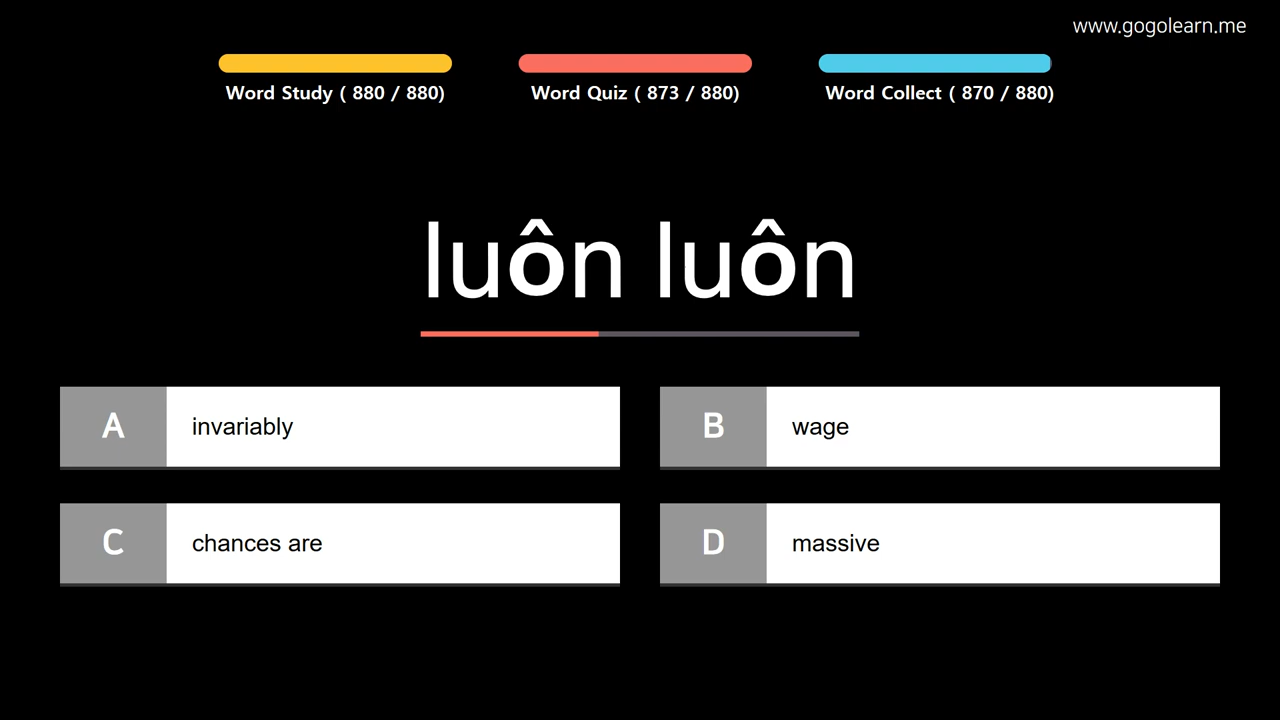 www.gogolearn.me
Word Study ( 880 / 880)
Word Quiz ( 873 / 880)
Word Collect ( 870 / 880)
luôn luôn
A invariably
B wage
C chances are
D massive